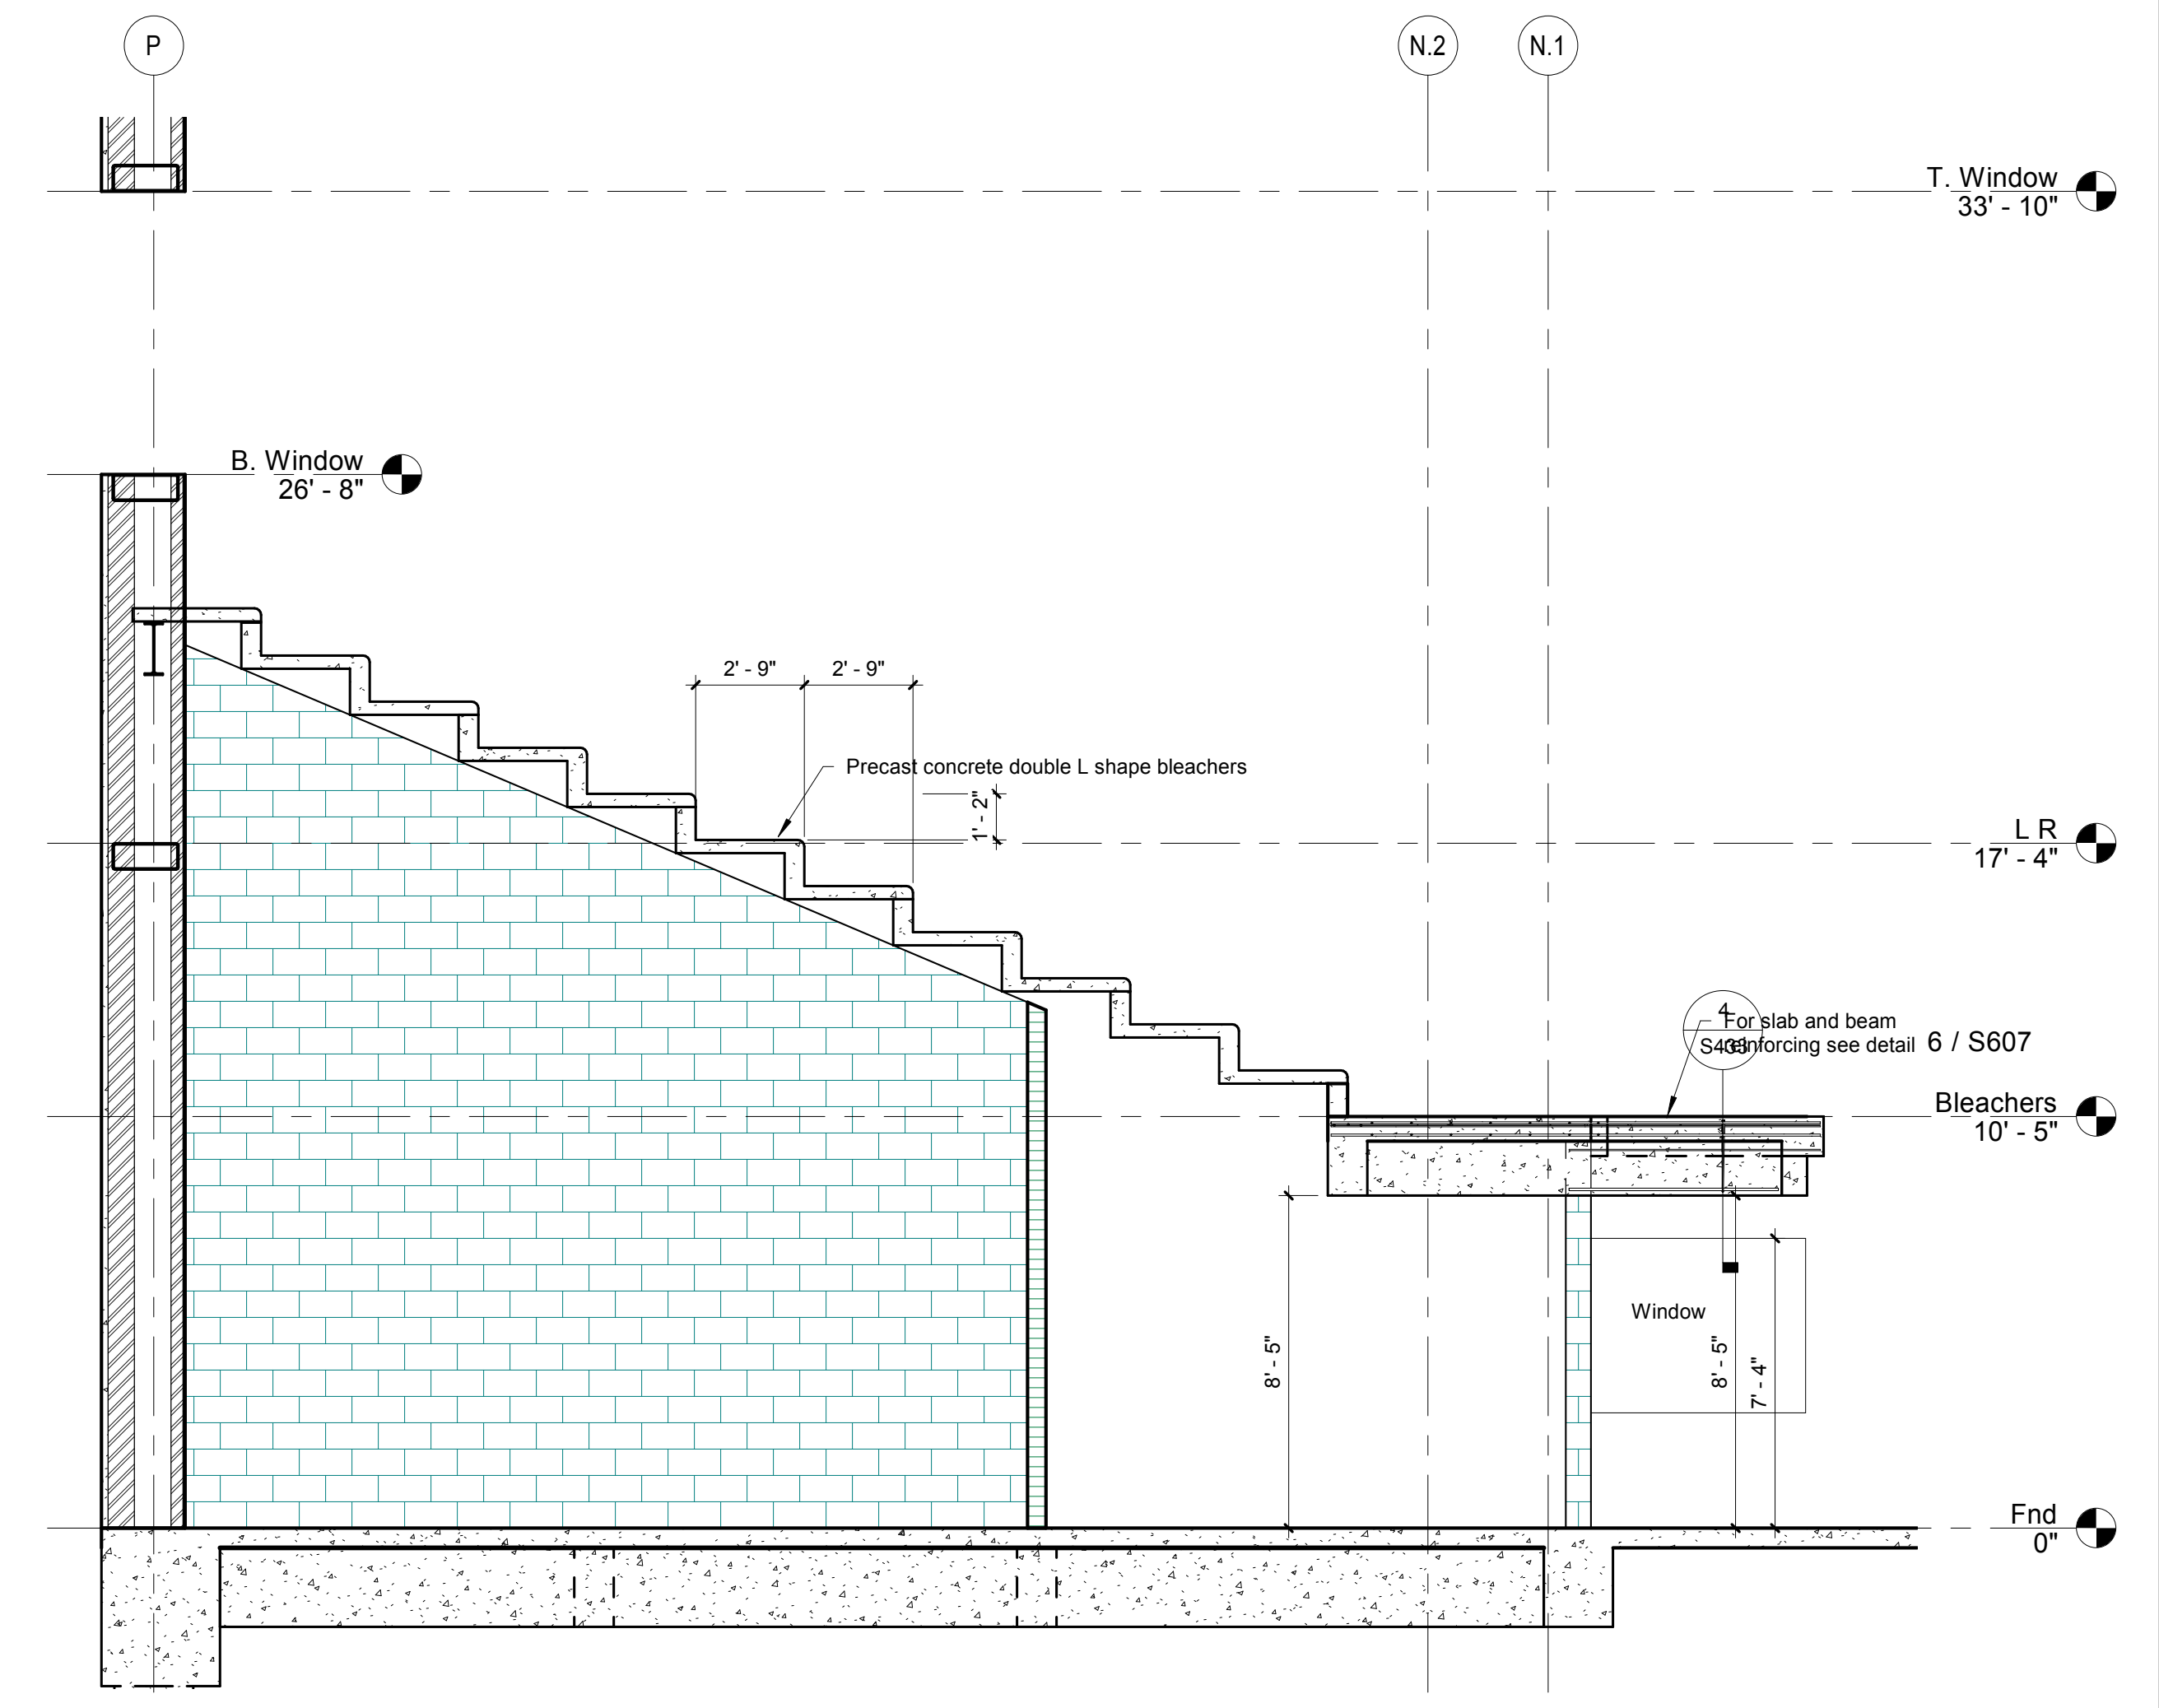 P
N.2
N.1
T. Window
33' - 10"
B. Window
26' - 8"
2' - 9"
2' - 9"
Precast concrete double L shape bleachers
1' - 2"
L R
17' - 4"
4
S433
For slab and beam
reinforcing see detail 6 / S607
Bleachers
10' - 5"
Window
8' - 5"
8' - 5"
7' - 4"
Fnd
0"